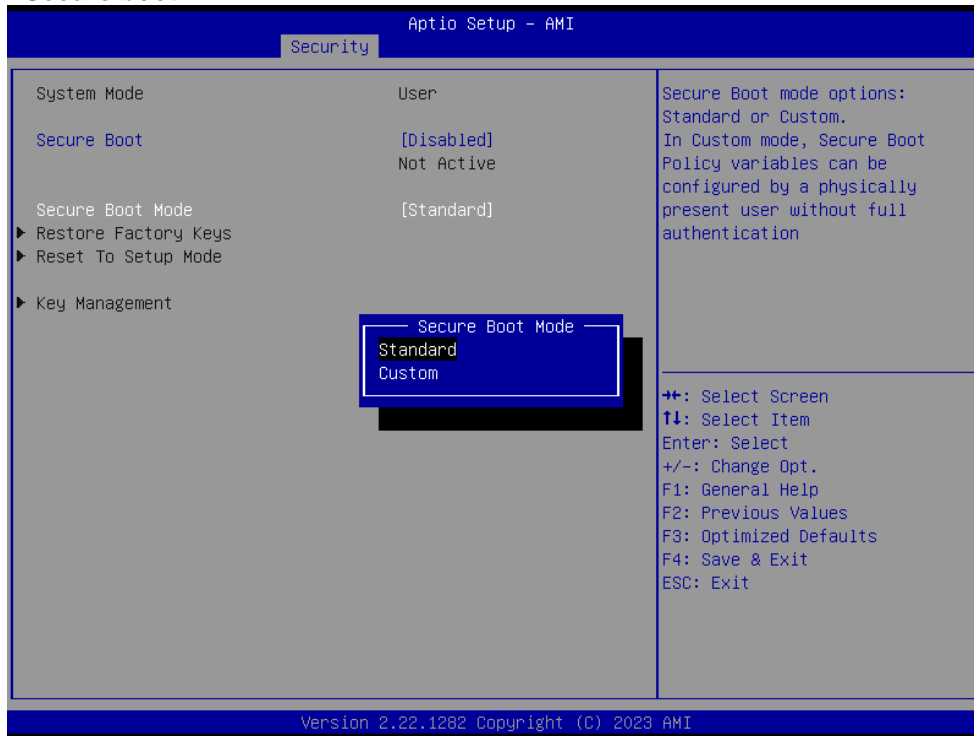 Aptio Setup – AMI
Security
System Mode User
Secure Boot [Disabled]
Not Active
Secure Boot Mode [Standard]
▶ Restore Factory Keys
▶ Reset To Setup Mode
▶ Key Management
Secure Boot Mode
Standard
Custom
Secure Boot mode options:
Standard or Custom.
In Custom mode, Secure Boot
Policy variables can be
configured by a physically
present user without full
authentication
→←: Select Screen
↑↓: Select Item
Enter: Select
+/-: Change Opt.
F1: General Help
F2: Previous Values
F3: Optimized Defaults
F4: Save & Exit
ESC: Exit
Version 2.22.1282 Copyright (C) 2023 AMI